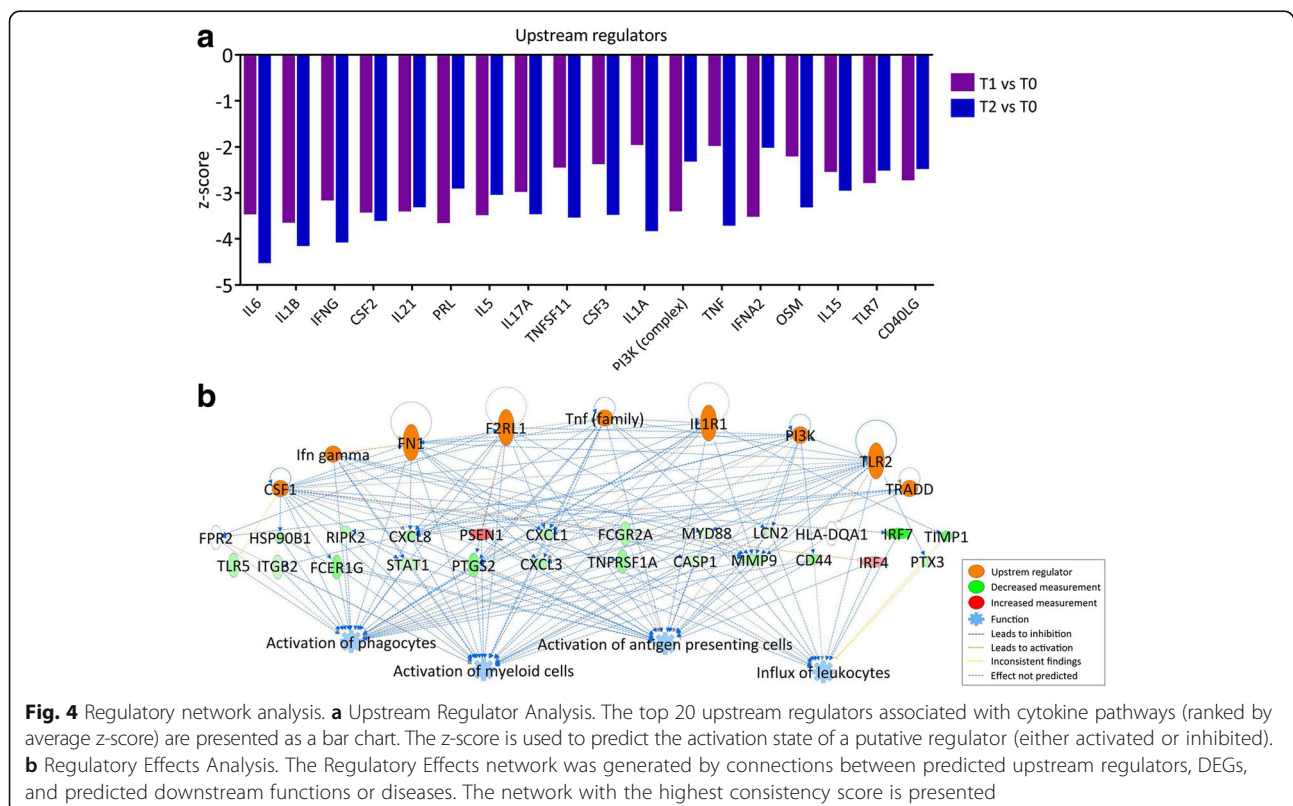 a
Upstream regulators
0
-1
-2
-3
-4
-5
z-score
T1 vs T0
T2 vs T0
IL6
IL1B
IFNG
CSF2
IL21
PRL
IL5
IL17A
TNFSF11
CSF3
IL1A
PI3K (complex)
TNF
IFNA2
OSM
IL15
TLR7
CD40LG
b
Ifn gamma
FN1
F2RL1
Tnf (family)
IL1R1
PI3K
TLR2
CSF1
TRADD
FPR2
HSP90B1
RIPK2
CXCL8
PSEN1
CXCL1
FCGR2A
MYD88
LCN2
HLA-DQA1
IRF7
TIMP1
TLR5
ITGB2
FCER1G
STAT1
PTGS2
CXCL3
TNFRSF1A
CASP1
MMP9
CD44
IRF4
PTX3
Activation of phagocytes
Activation of antigen presenting cells
Activation of myeloid cells
Influx of leukocytes
Upstrem regulator
Decreased measurement
Increased measurement
Function
Leads to inhibition
Leads to activation
Inconsistent findings
Effect not predicted
Fig. 4 Regulatory network analysis. a Upstream Regulator Analysis. The top 20 upstream regulators associated with cytokine pathways (ranked by
average z-score) are presented as a bar chart. The z-score is used to predict the activation state of a putative regulator (either activated or inhibited).
b Regulatory Effects Analysis. The Regulatory Effects network was generated by connections between predicted upstream regulators, DEGs,
and predicted downstream functions or diseases. The network with the highest consistency score is presented